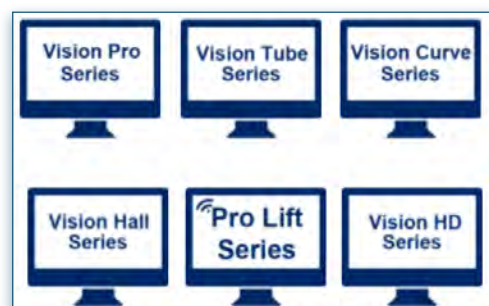 Vision Pro
Series
Vision Tube
Series
Vision Curve
Series
Vision Hall
Series
Pro Lift
Series
Vision HD
Series